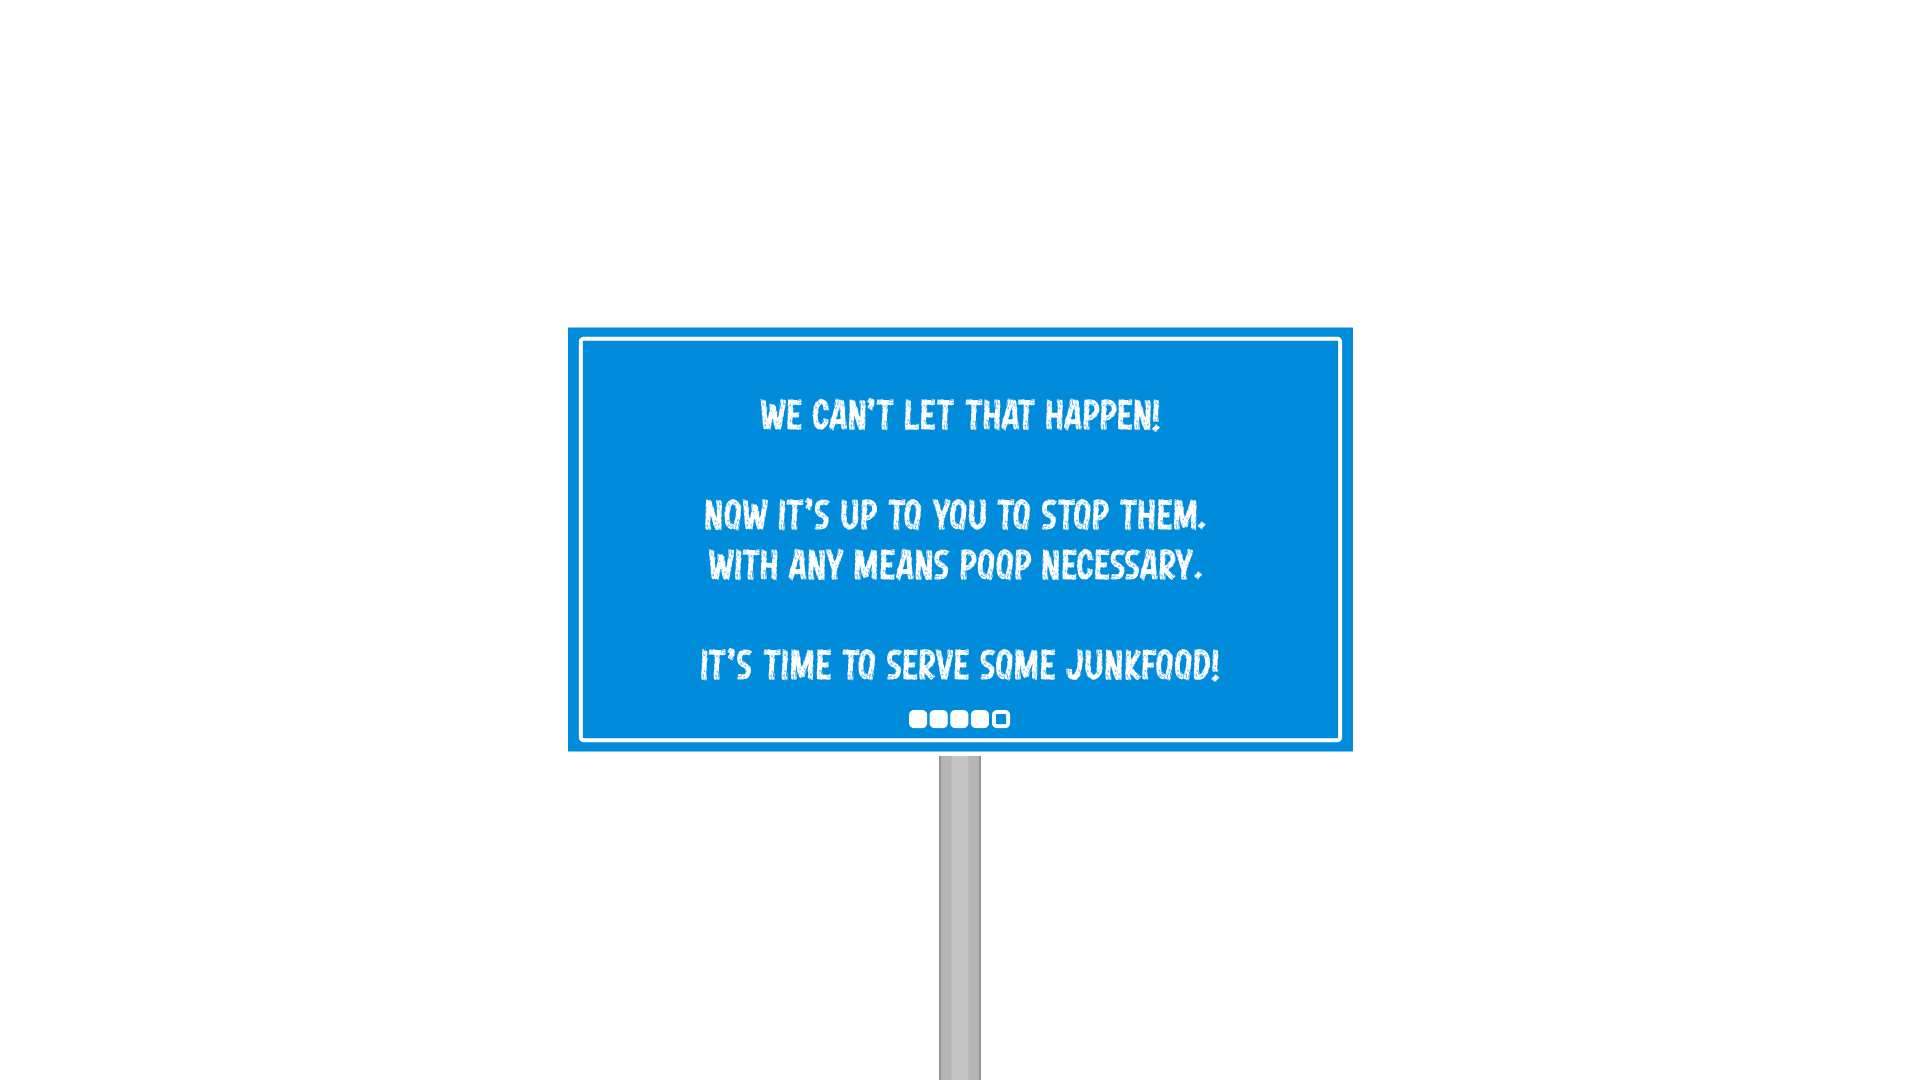 WE CAN'T LET THAT HAPPEN!
NOW IT'S UP TO YOU TO STOP THEM.
WITH ANY MEANS POOP NECESSARY.
IT'S TIME TO SERVE SOME JUNKFOOD!